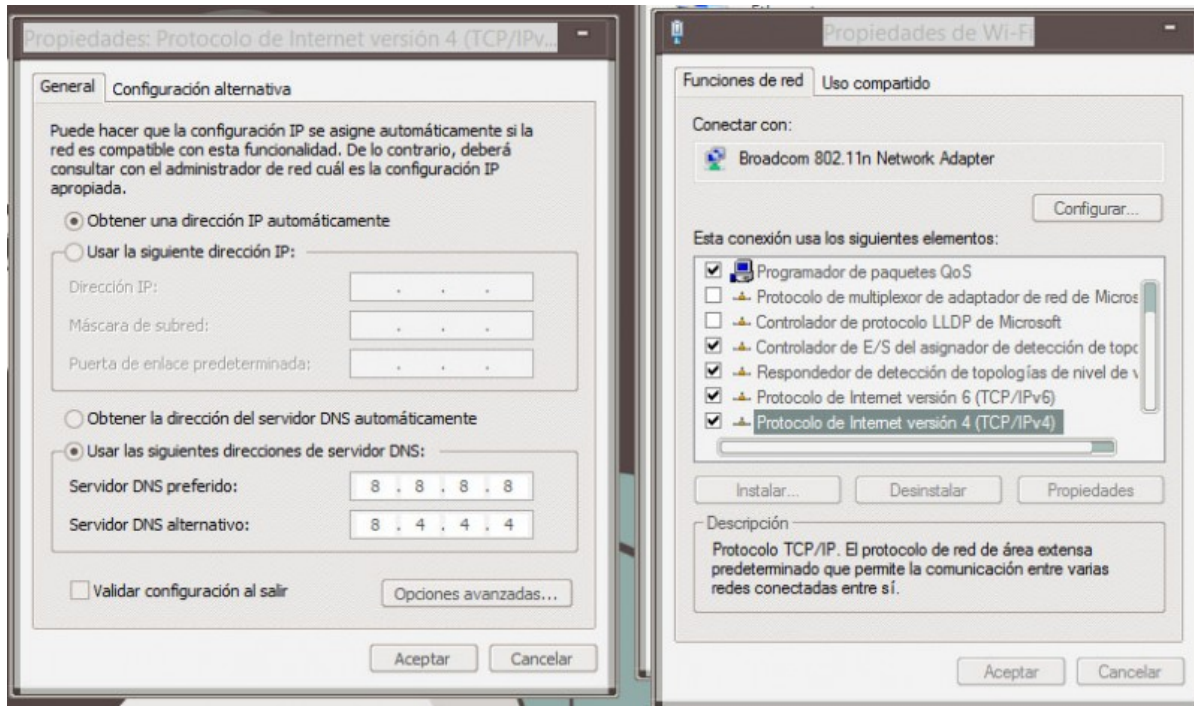 Propiedades: Protocolo de Internet versión 4 (TCP/IPv...
General
Configuración alternativa
Puede hacer que la configuración IP se asigne automáticamente si la
red es compatible con esta funcionalidad. De lo contrario, deberá
consultar con el administrador de red cuál es la configuración IP
apropiada.
Obtener una dirección IP automáticamente
Usar la siguiente dirección IP:
Dirección IP:
Máscara de subred:
Puerta de enlace predeterminada:
Obtener la dirección del servidor DNS automáticamente
Usar las siguientes direcciones de servidor DNS:
Servidor DNS preferido: 8 . 8 . 8 . 8
Servidor DNS alternativo: 8 . 4 . 4 . 4
Validar configuración al salir
Opciones avanzadas...
Aceptar
Cancelar
Propiedades de Wi-Fi
Funciones de red
Uso compartido
Conectar con:
Broadcom 802.11n Network Adapter
Configurar...
Esta conexión usa los siguientes elementos:
Programador de paquetes QoS
Protocolo de multiplexor de adaptador de red de Micros
Controlador de protocolo LLDP de Microsoft
Controlador de E/S del asignador de detección de topo
Respondedor de detección de topologías de nivel de v
Protocolo de Internet versión 6 (TCP/IPv6)
Protocolo de Internet versión 4 (TCP/IPv4)
Instalar...
Desinstalar
Propiedades
Descripción
Protocolo TCP/IP. El protocolo de red de área extensa
predeterminado que permite la comunicación entre varias
redes conectadas entre sí.
Aceptar
Cancelar